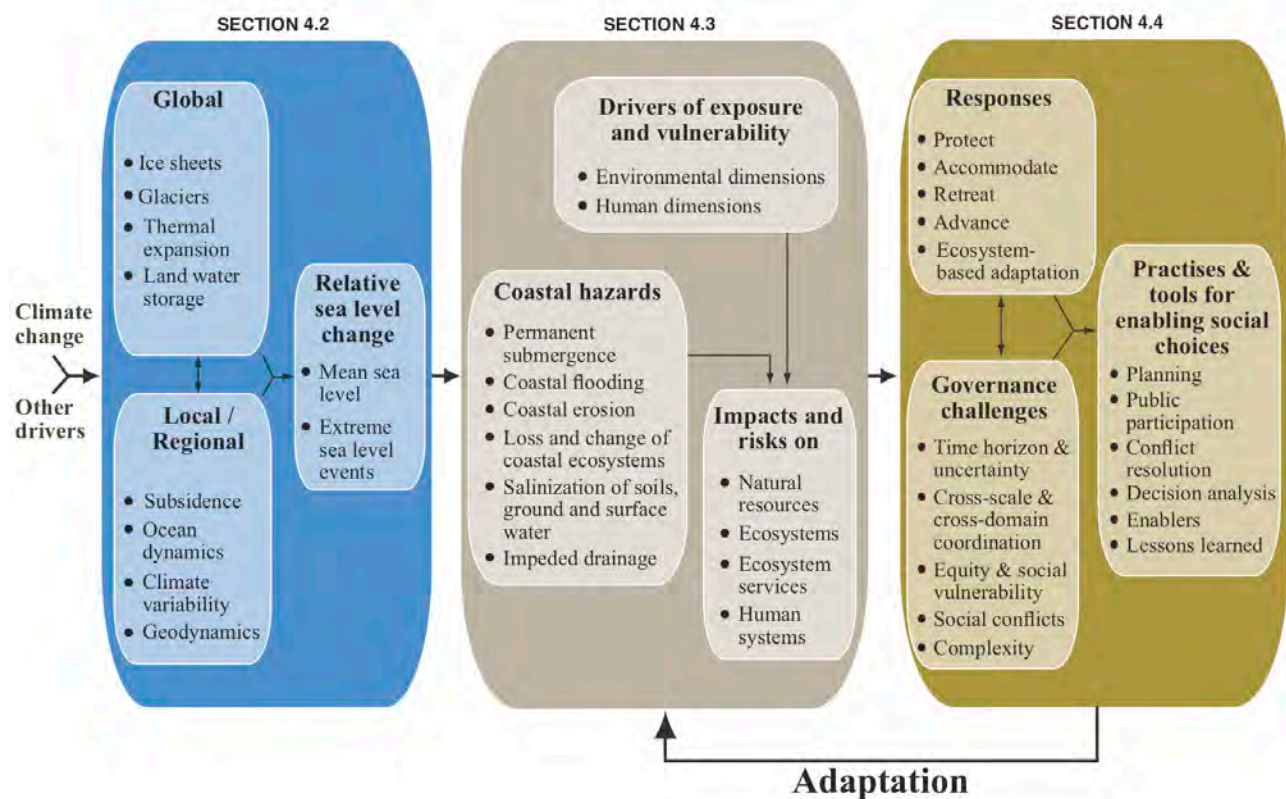 SECTION 4.2
SECTION 4.3
SECTION 4.4
Climate
change
Other
drivers
Global
• Ice sheets
• Glaciers
• Thermal
expansion
• Land water
storage
Local /
Regional
• Subsidence
• Ocean
dynamics
• Climate
variability
• Geodynamics
Relative
sea level
change
• Mean sea
level
• Extreme
sea level
events
Drivers of exposure
and vulnerability
• Environmental dimensions
• Human dimensions
Coastal hazards
• Permanent
submergence
• Coastal flooding
• Coastal erosion
• Loss and change of
coastal ecosystems
• Salinization of soils,
ground and surface
water
• Impeded drainage
Impacts and
risks on
• Natural
resources
• Ecosystems
• Ecosystem
services
• Human
systems
Responses
• Protect
• Accommodate
• Retreat
• Advance
• Ecosystem-
based adaptation
Governance
challenges
• Time horizon &
uncertainty
• Cross-scale &
cross-domain
coordination
• Equity & social
vulnerability
• Social conflicts
• Complexity
Practises &
tools for
enabling social
choices
• Planning
• Public
participation
• Conflict
resolution
• Decision analysis
• Enablers
• Lessons learned
Adaptation